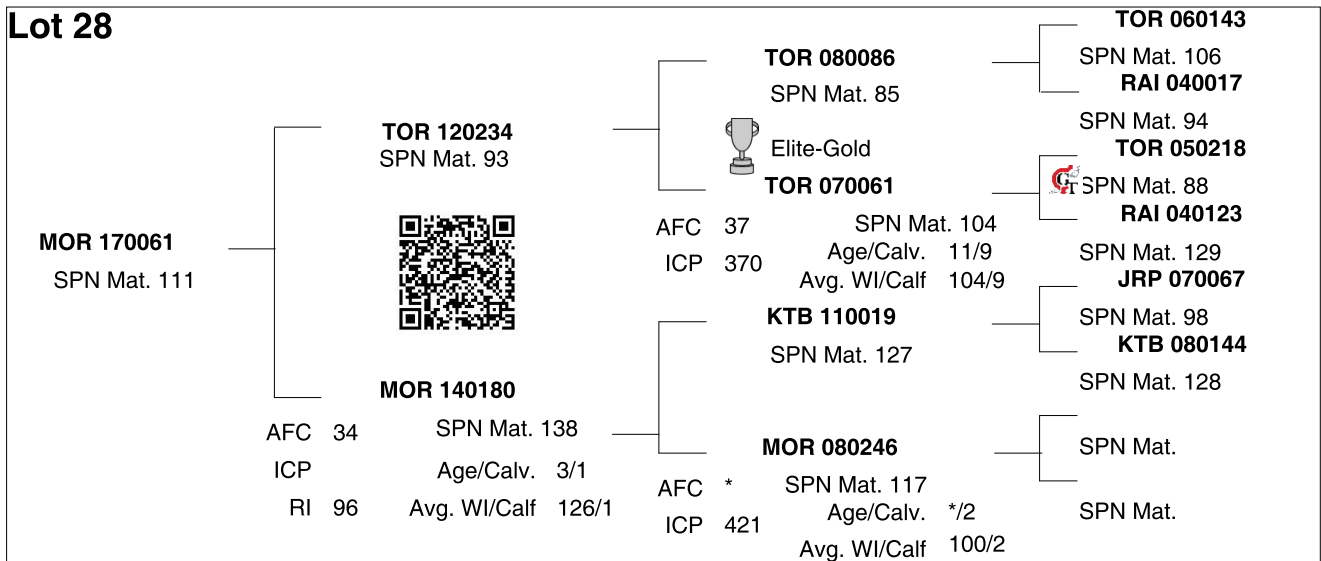 Lot 28
MOR 170061
SPN Mat. 111
TOR 120234
SPN Mat. 93
MOR 140180
AFC 34 SPN Mat. 138
ICP Age/Calv. 3/1
RI 96 Avg. WI/Calf 126/1
TOR 080086
SPN Mat. 85
Elite-Gold
TOR 070061
AFC 37 SPN Mat. 104
Age/Calv. 11/9
ICP 370
Avg. WI/Calf 104/9
KTB 110019
SPN Mat. 127
MOR 080246
AFC * SPN Mat. 117
Age/Calv. */2
ICP 421
Avg. WI/Calf 100/2
TOR 060143
SPN Mat. 106
RAI 040017
SPN Mat. 94
TOR 050218
GT SPN Mat. 88
RAI 040123
SPN Mat. 129
JRP 070067
SPN Mat. 98
KTB 080144
SPN Mat. 128
SPN Mat.
SPN Mat.